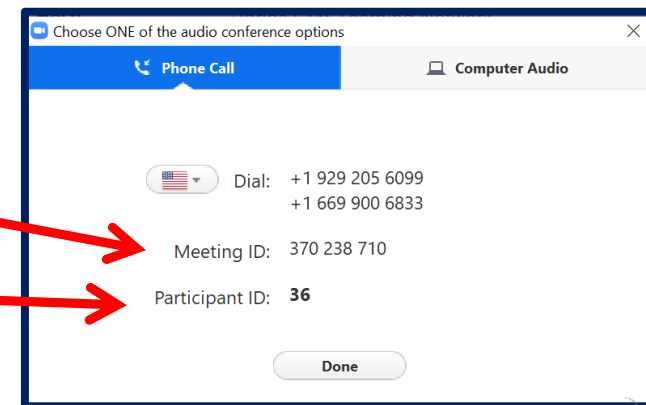 Choose ONE of the audio conference options
Phone Call
Computer Audio
Dial: +1 929 205 6099
+1 669 900 6833
Meeting ID: 370 238 710
Participant ID: 36
Done